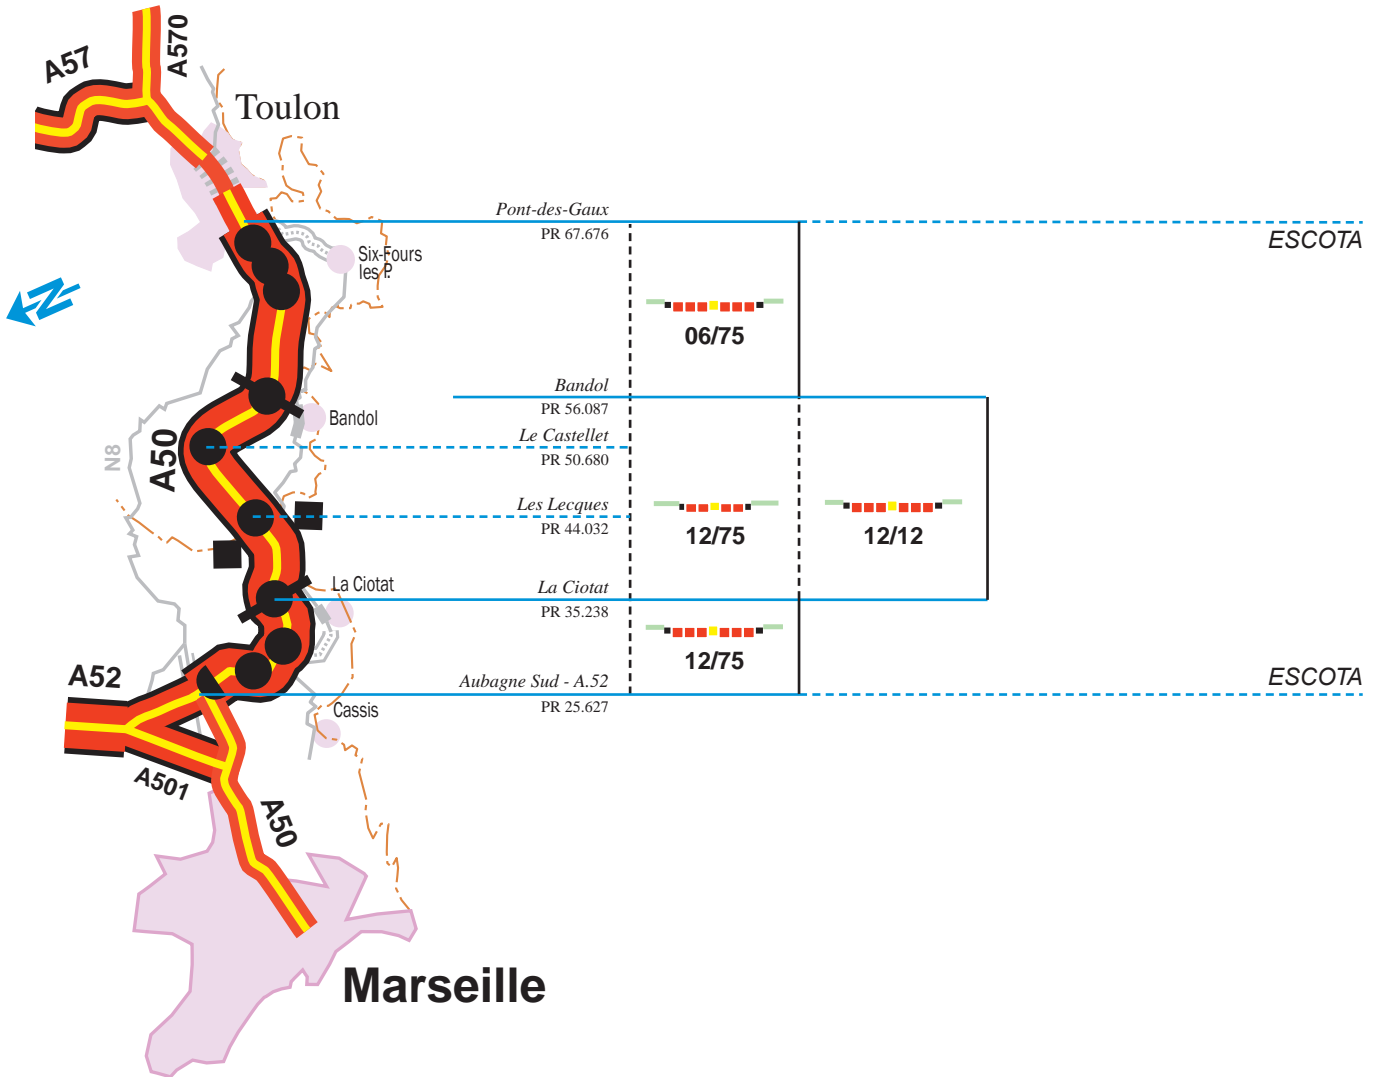 A570
A57
Toulon
Pont-des-Gaux
PR 67.676
ESCOTA
Six-Fours
les P.
N
06/75
Bandol
PR 56.087
Bandol
Le Castellet
PR 50.680
N8
A50
Les Lecques
PR 44.032
12/75
12/12
La Ciotat
La Ciotat
PR 35.238
12/75
A52
Aubagne Sud - A.52
PR 25.627
ESCOTA
Cassis
A501
A50
Marseille